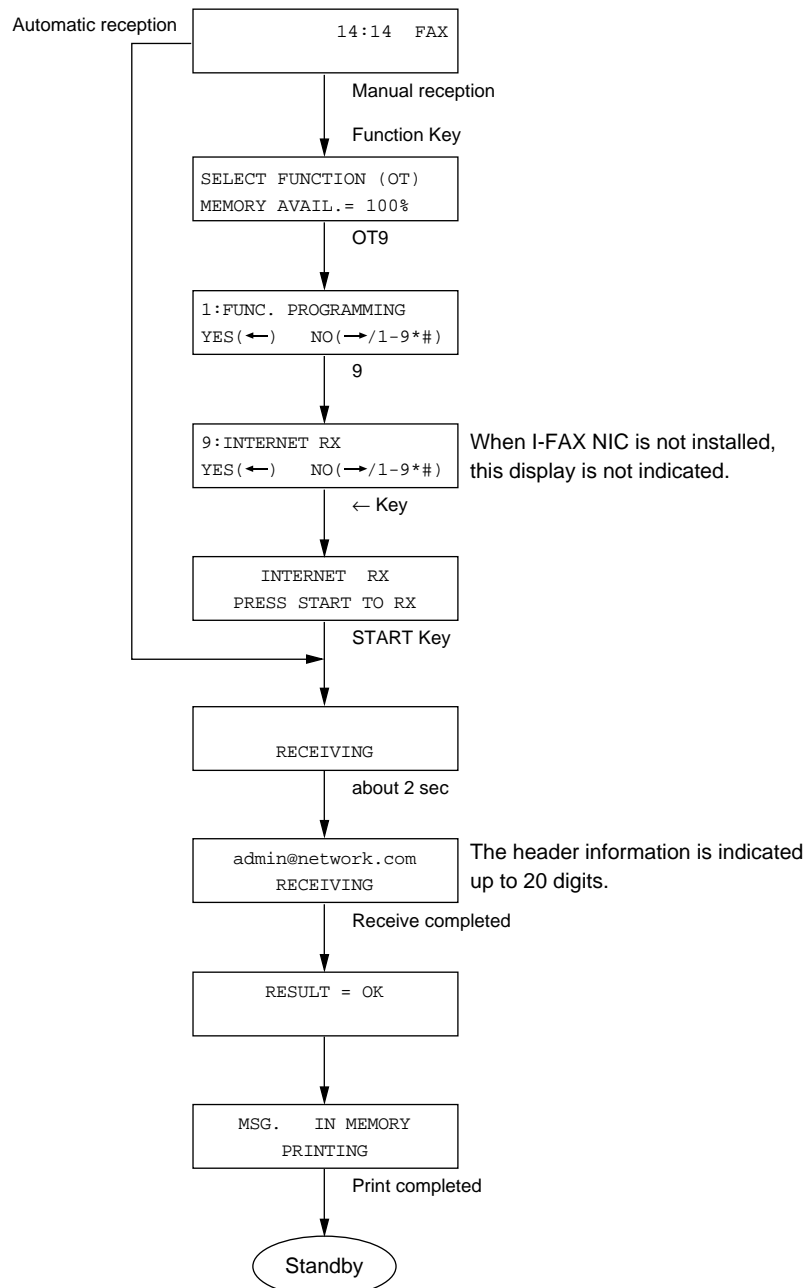 Automatic reception
14:14 FAX
Manual reception
Function Key
SELECT FUNCTION (OT)
MEMORY AVAIL.= 100%
OT9
1:FUNC. PROGRAMMING
YES(←) NO(→/1-9*#)
9
9:INTERNET RX
YES(←) NO(→/1-9*#)
When I-FAX NIC is not installed,
this display is not indicated.
← Key
INTERNET RX
PRESS START TO RX
START Key
RECEIVING
about 2 sec
admin@network.com
RECEIVING
The header information is indicated
up to 20 digits.
Receive completed
RESULT = OK
MSG. IN MEMORY
PRINTING
Print completed
Standby